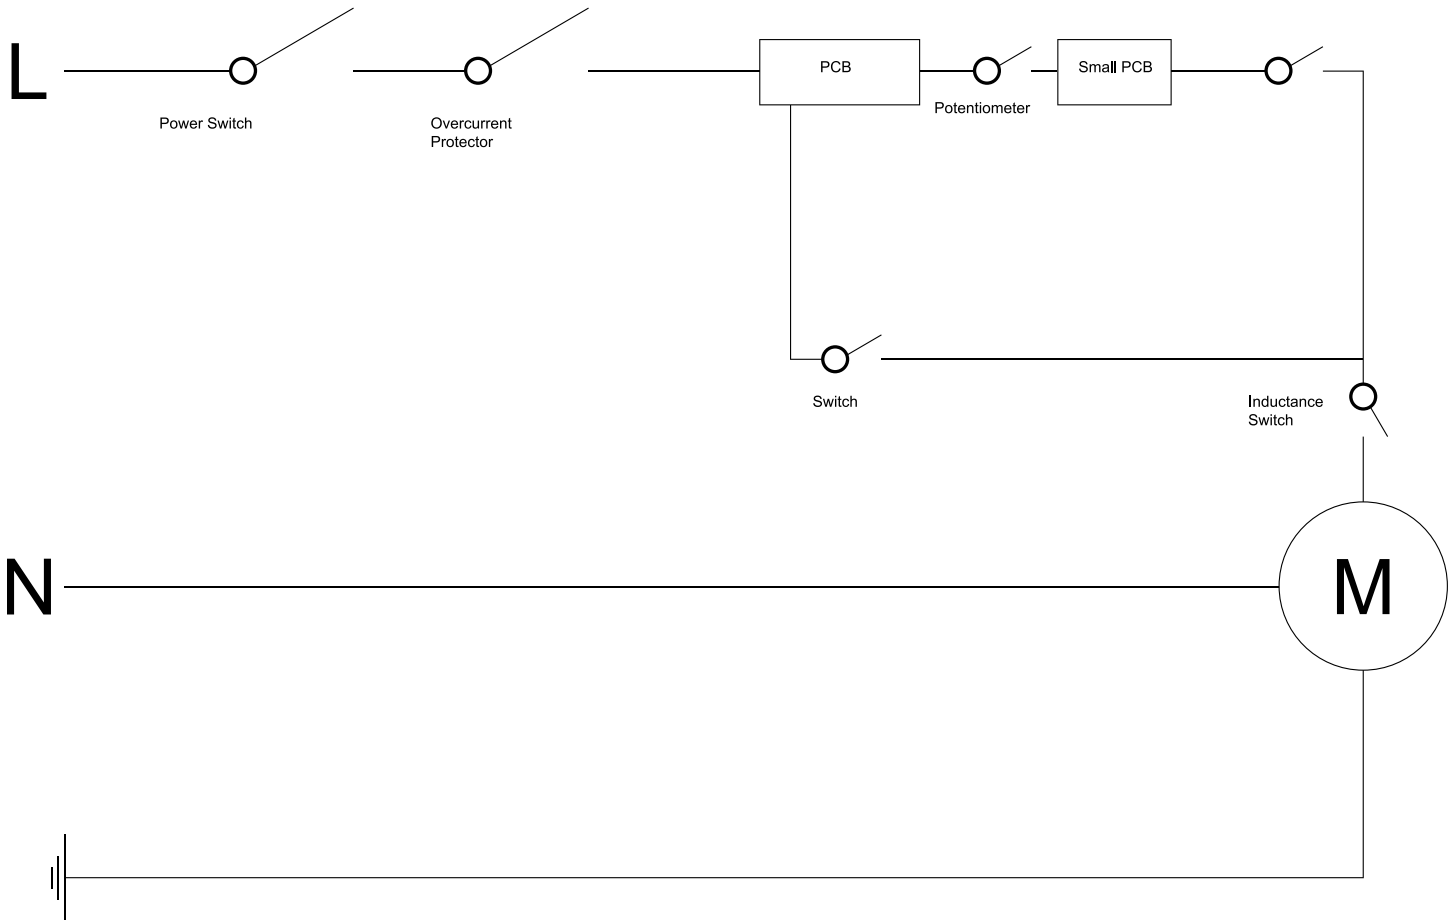 L
Power Switch
Overcurrent
Protector
PCB
Potentiometer
Small PCB
Switch
Inductance
Switch
N
M